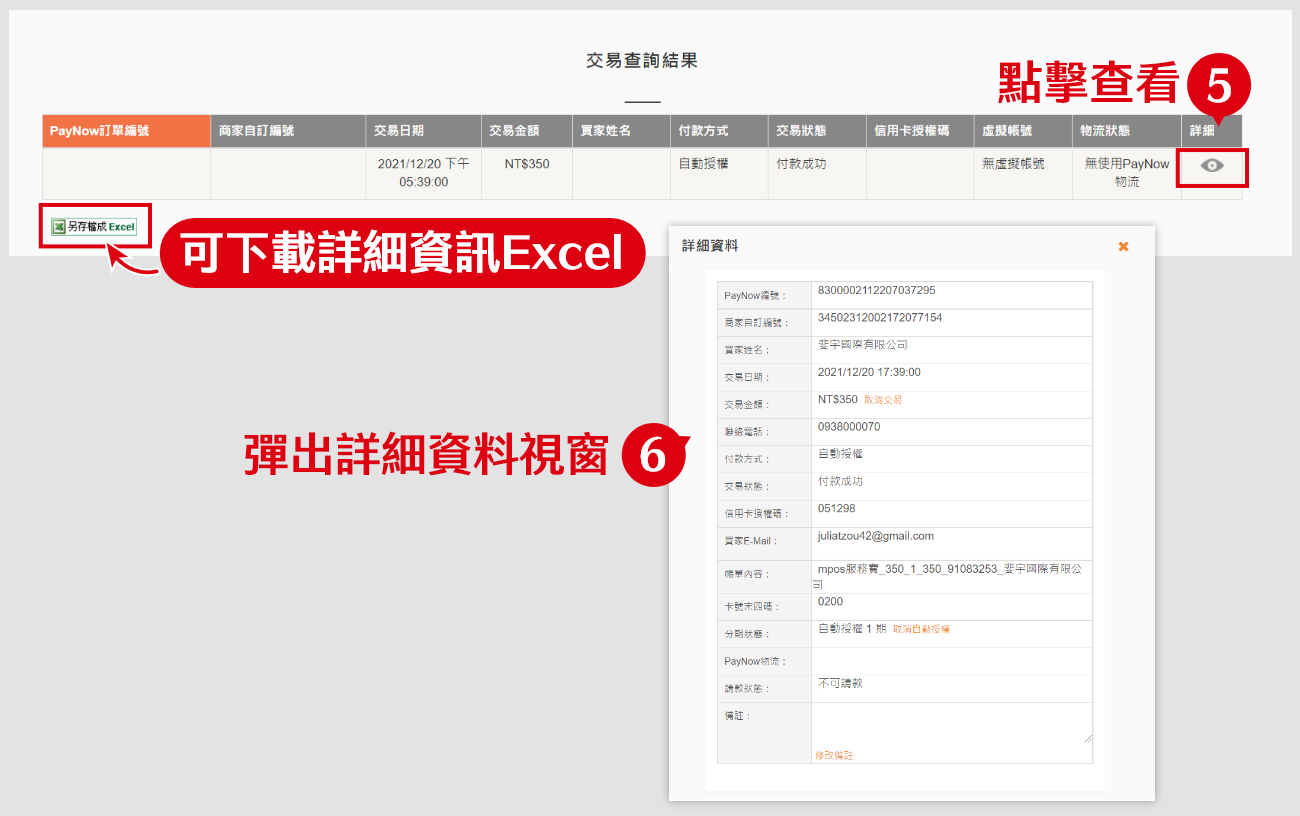 交易查詢結果
點擊查看 5
PayNow訂單編號 商家自訂編號 交易日期 交易金額 買家姓名 付款方式 交易狀態 信用卡授權碼 虛擬帳號 物流狀態 詳細
2021/12/20 下午 NT$350 自動授權 付款成功 無虛擬帳號 無使用PayNow
05:39:00 物流
另存檔成 Excel
可下載詳細資訊Excel
彈出詳細資料視窗 6
詳細資料
PayNow編號： 8300002112207037295
商家自訂編號： 34502312002172077154
買家姓名： 斐宇國際有限公司
交易日期： 2021/12/20 17:39:00
交易金額： NT$350 取消交易
聯絡電話： 0938000070
付款方式： 自動授權
交易狀態： 付款成功
信用卡授權碼： 051298
買家E-Mail： juliatzou42@gmail.com
帳單內容： mpos服務費_350_1_350_91083253_斐宇國際有限公
司
卡號末四碼： 0200
分期狀態： 自動授權 1 期 取消自動授權
PayNow物流：
請款狀態： 不可請款
備註：
修改備註